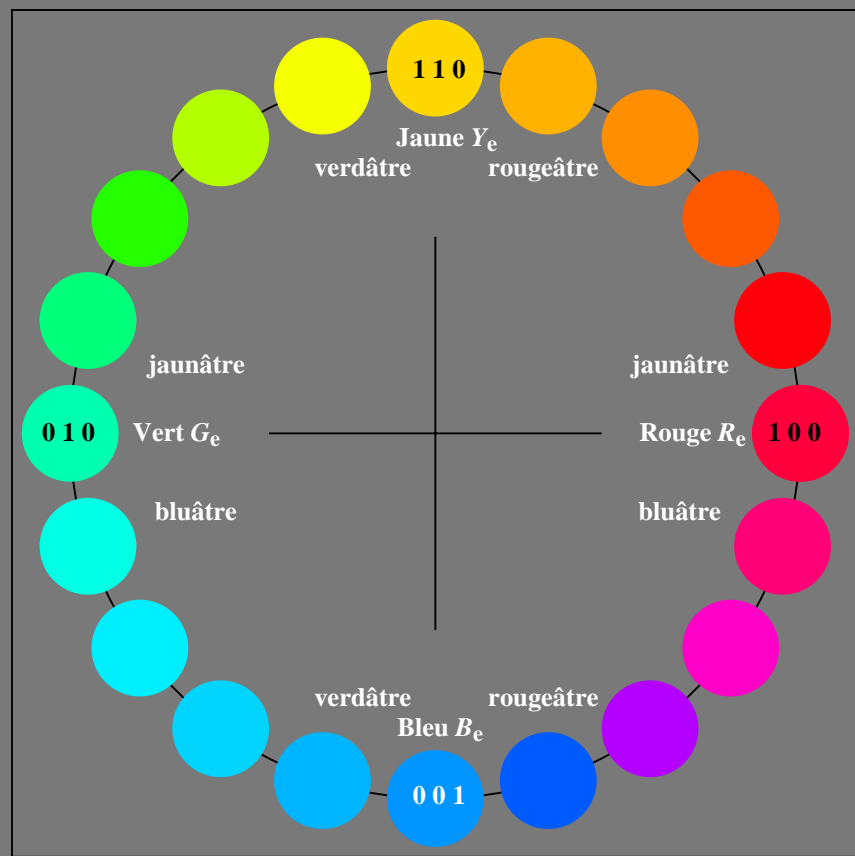 1 1 0
Jaune Ye
verdâtre rougeâtre
jaunâtre jaunâtre
0 1 0 Vert Ge Rouge Re 1 0 0
bluâtre bluâtre
verdâtre rougeâtre
Bleu Be
0 0 1